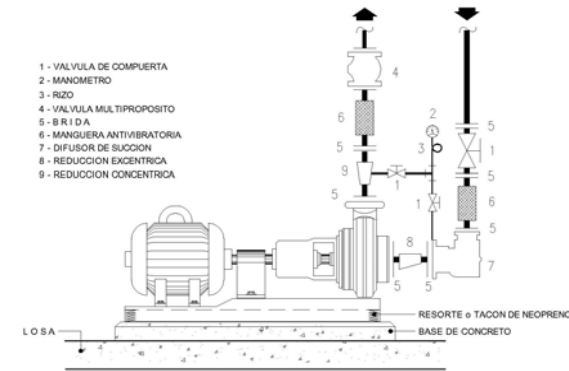 1 - VALVULA DE COMPUERTA
2 - MANOMETRO
3 - RIZO
4 - VALVULA MULTIPROPOSITO
5 - B R I D A
6 - MANGUERA ANTIVIBRATORIA
7 - DIFUSOR DE SUCCION
8 - REDUCCION EXCENTRICA
9 - REDUCCION CONCENTRICA
4
6
5
9
5
1
2
3
1
5
1
5
6
5
7
8
5
5
RESORTE o TACON DE NEOPRENO
BASE DE CONCRETO
L O S A